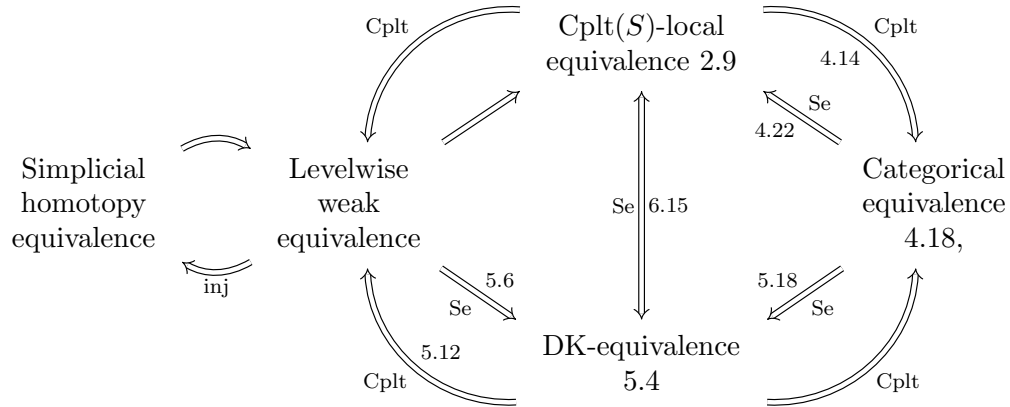 Cplt
Cplt(S)-local
equivalence 2.9
Cplt
4.14
Se
4.22
Simplicial
homotopy
equivalence
Levelwise
weak
equivalence
Se
6.15
Categorical
equivalence
4.18,
inj
5.6
Se
5.18
Se
5.12
Cplt
DK-equivalence
5.4
Cplt